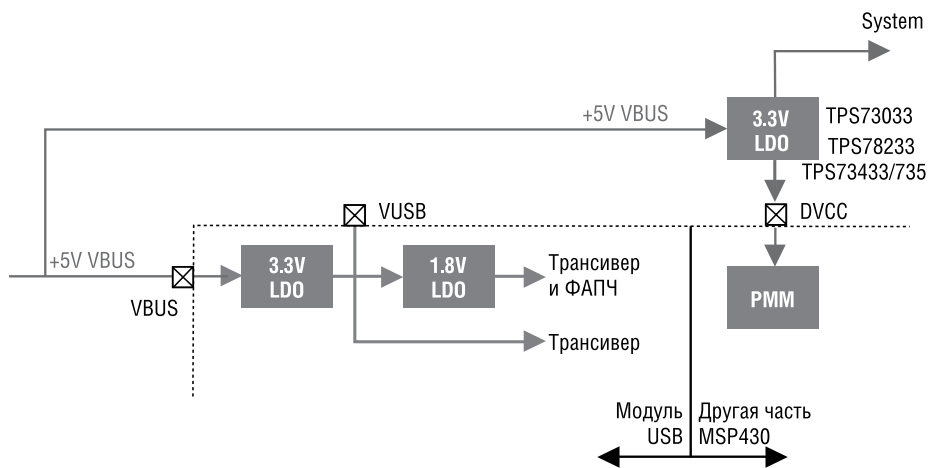 System
+5V VBUS
3.3V
LDO
TPS73033
TPS78233
TPS73433/735
VUSB
DVCC
+5V VBUS
VBUS
3.3V
LDO
1.8V
LDO
Трансивер
и ФАПЧ
PMM
Трансивер
Модуль
USB
Другая часть
MSP430